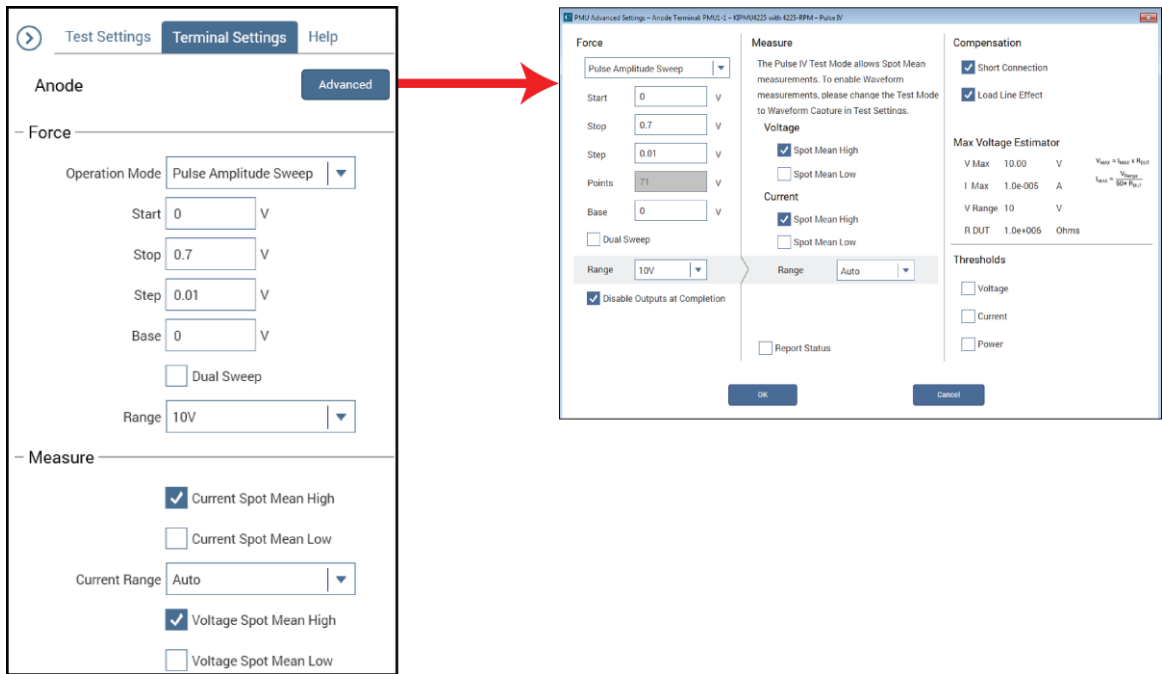 Test Settings Terminal Settings Help
Anode Advanced
Force
Operation Mode Pulse Amplitude Sweep
Start 0 V
Stop 0.7 V
Step 0.01 V
Base 0 V
Dual Sweep
Range 10V
Measure
Current Spot Mean High
Current Spot Mean Low
Current Range Auto
Voltage Spot Mean High
Voltage Spot Mean Low
PMU Advanced Settings – Anode Terminal: PMU1-1 – KIPMU4225 with 4225-RPM – Pulse IV
Force
Pulse Amplitude Sweep
Start 0 V
Stop 0.7 V
Step 0.01 V
Points 71 V
Base 0 V
Dual Sweep
Range 10V
Disable Outputs at Completion
Measure
The Pulse IV Test Mode allows Spot Mean
measurements. To enable Waveform
measurements, please change the Test Mode
to Waveform Capture in Test Settings.
Voltage
Spot Mean High
Spot Mean Low
Current
Spot Mean High
Spot Mean Low
Range Auto
Report Status
Compensation
Short Connection
Load Line Effect
Max Voltage Estimator
V Max 10.00 V
I Max 1.0e-005 A
V Range 10 V
R DUT 1.0e+006 Ohms
VMAX = IMAX x RDUT
IMAX = VRange
50+ RDUT
Thresholds
Voltage
Current
Power
OK Cancel